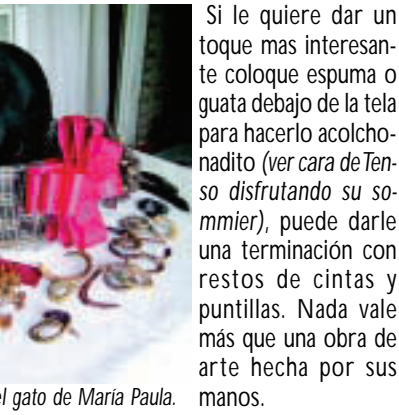 Si le quiere dar un
toque mas interesan-
te coloque espuma o
guata debajo de la tela
para hacerlo acolcho-
nadito (ver cara de Ten-
so disfrutando su so-
mmier), puede darle
una terminación con
restos de cintas y
puntillas. Nada vale
más que una obra de
arte hecha por sus
manos.
el gato de María Paula.